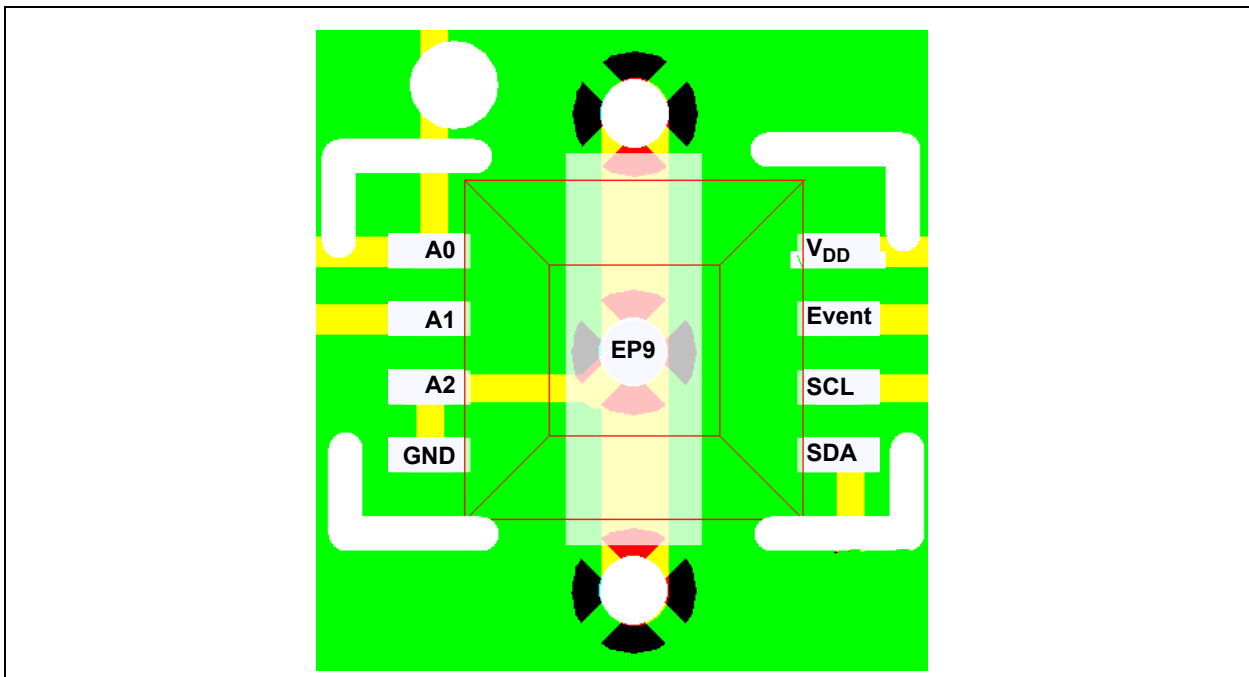 A0
A1
A2
GND
EP9
VDD
Event
SCL
SDA